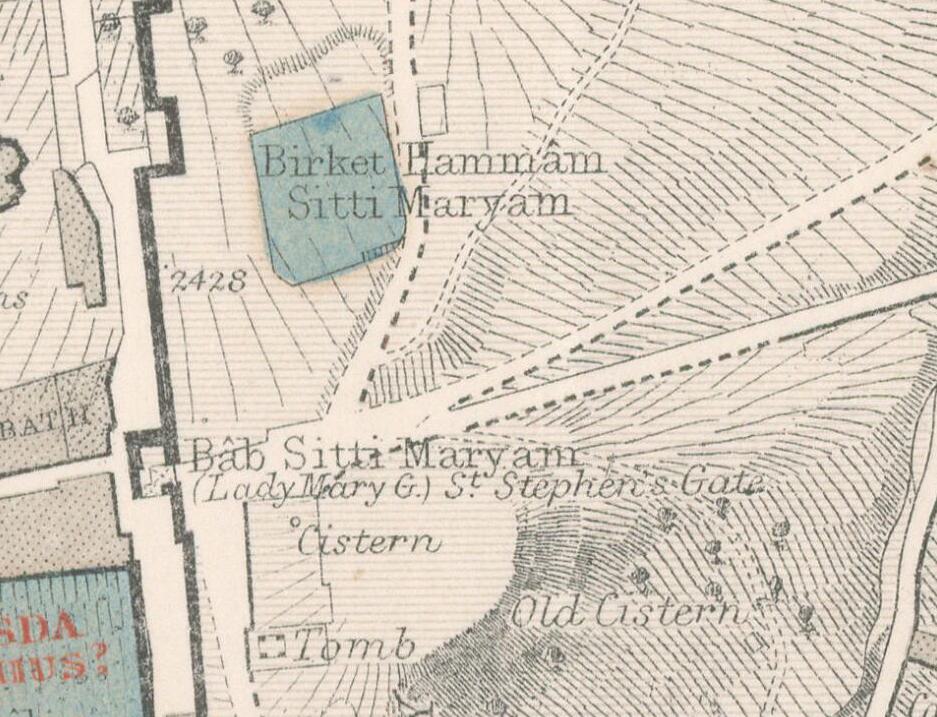 Birket Hammâm
Sitti Maryam
2428
as
BATH
Bâb Sitti Maryam
(Lady Mary G.) St. Stephen's Gate
Cistern
Old Cistern
SDA
Tomb